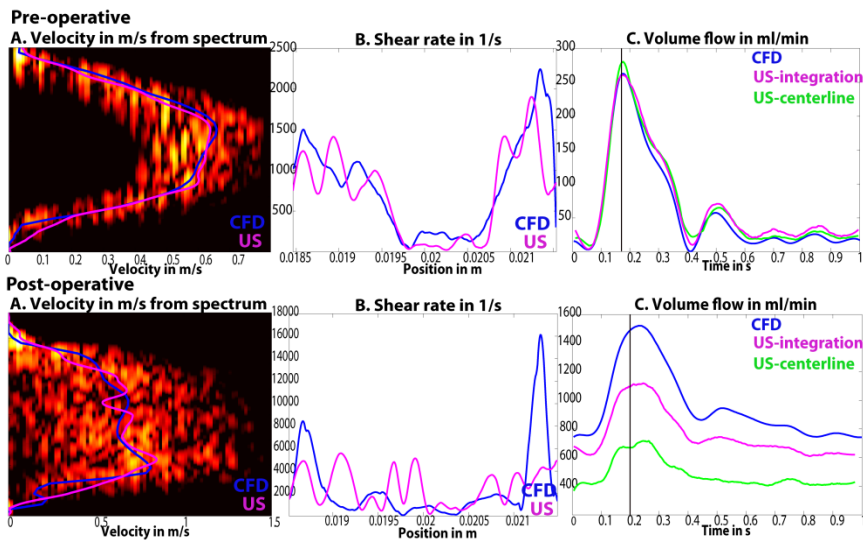 Pre-operative
A. Velocity in m/s from spectrum
B. Shear rate in 1/s
C. Volume flow in ml/min
2500
2000
1500
1000
500
300
250
200
150
100
50
CFD
US
CFD
US
CFD
US-integration
US-centerline
0 0.1 0.2 0.3 0.4 0.5 0.6 0.7
Velocity in m/s
0.0185 0.019 0.0195 0.02 0.0205 0.021
Position in m
0 0.1 0.2 0.3 0.4 0.5 0.6 0.7 0.8 0.9 1
Time in s
Post-operative
A. Velocity in m/s from spectrum
B. Shear rate in 1/s
C. Volume flow in ml/min
18000
16000
14000
12000
10000
8000
6000
4000
2000
1600
1400
1200
1000
800
600
400
CFD
US
CFD
US
CFD
US-integration
US-centerline
0 0.5 1 1.5
Velocity in m/s
0.019 0.0195 0.02 0.0205 0.021
Position in m
0 0.1 0.2 0.3 0.4 0.5 0.6 0.7 0.8 0.9 1
Time in s